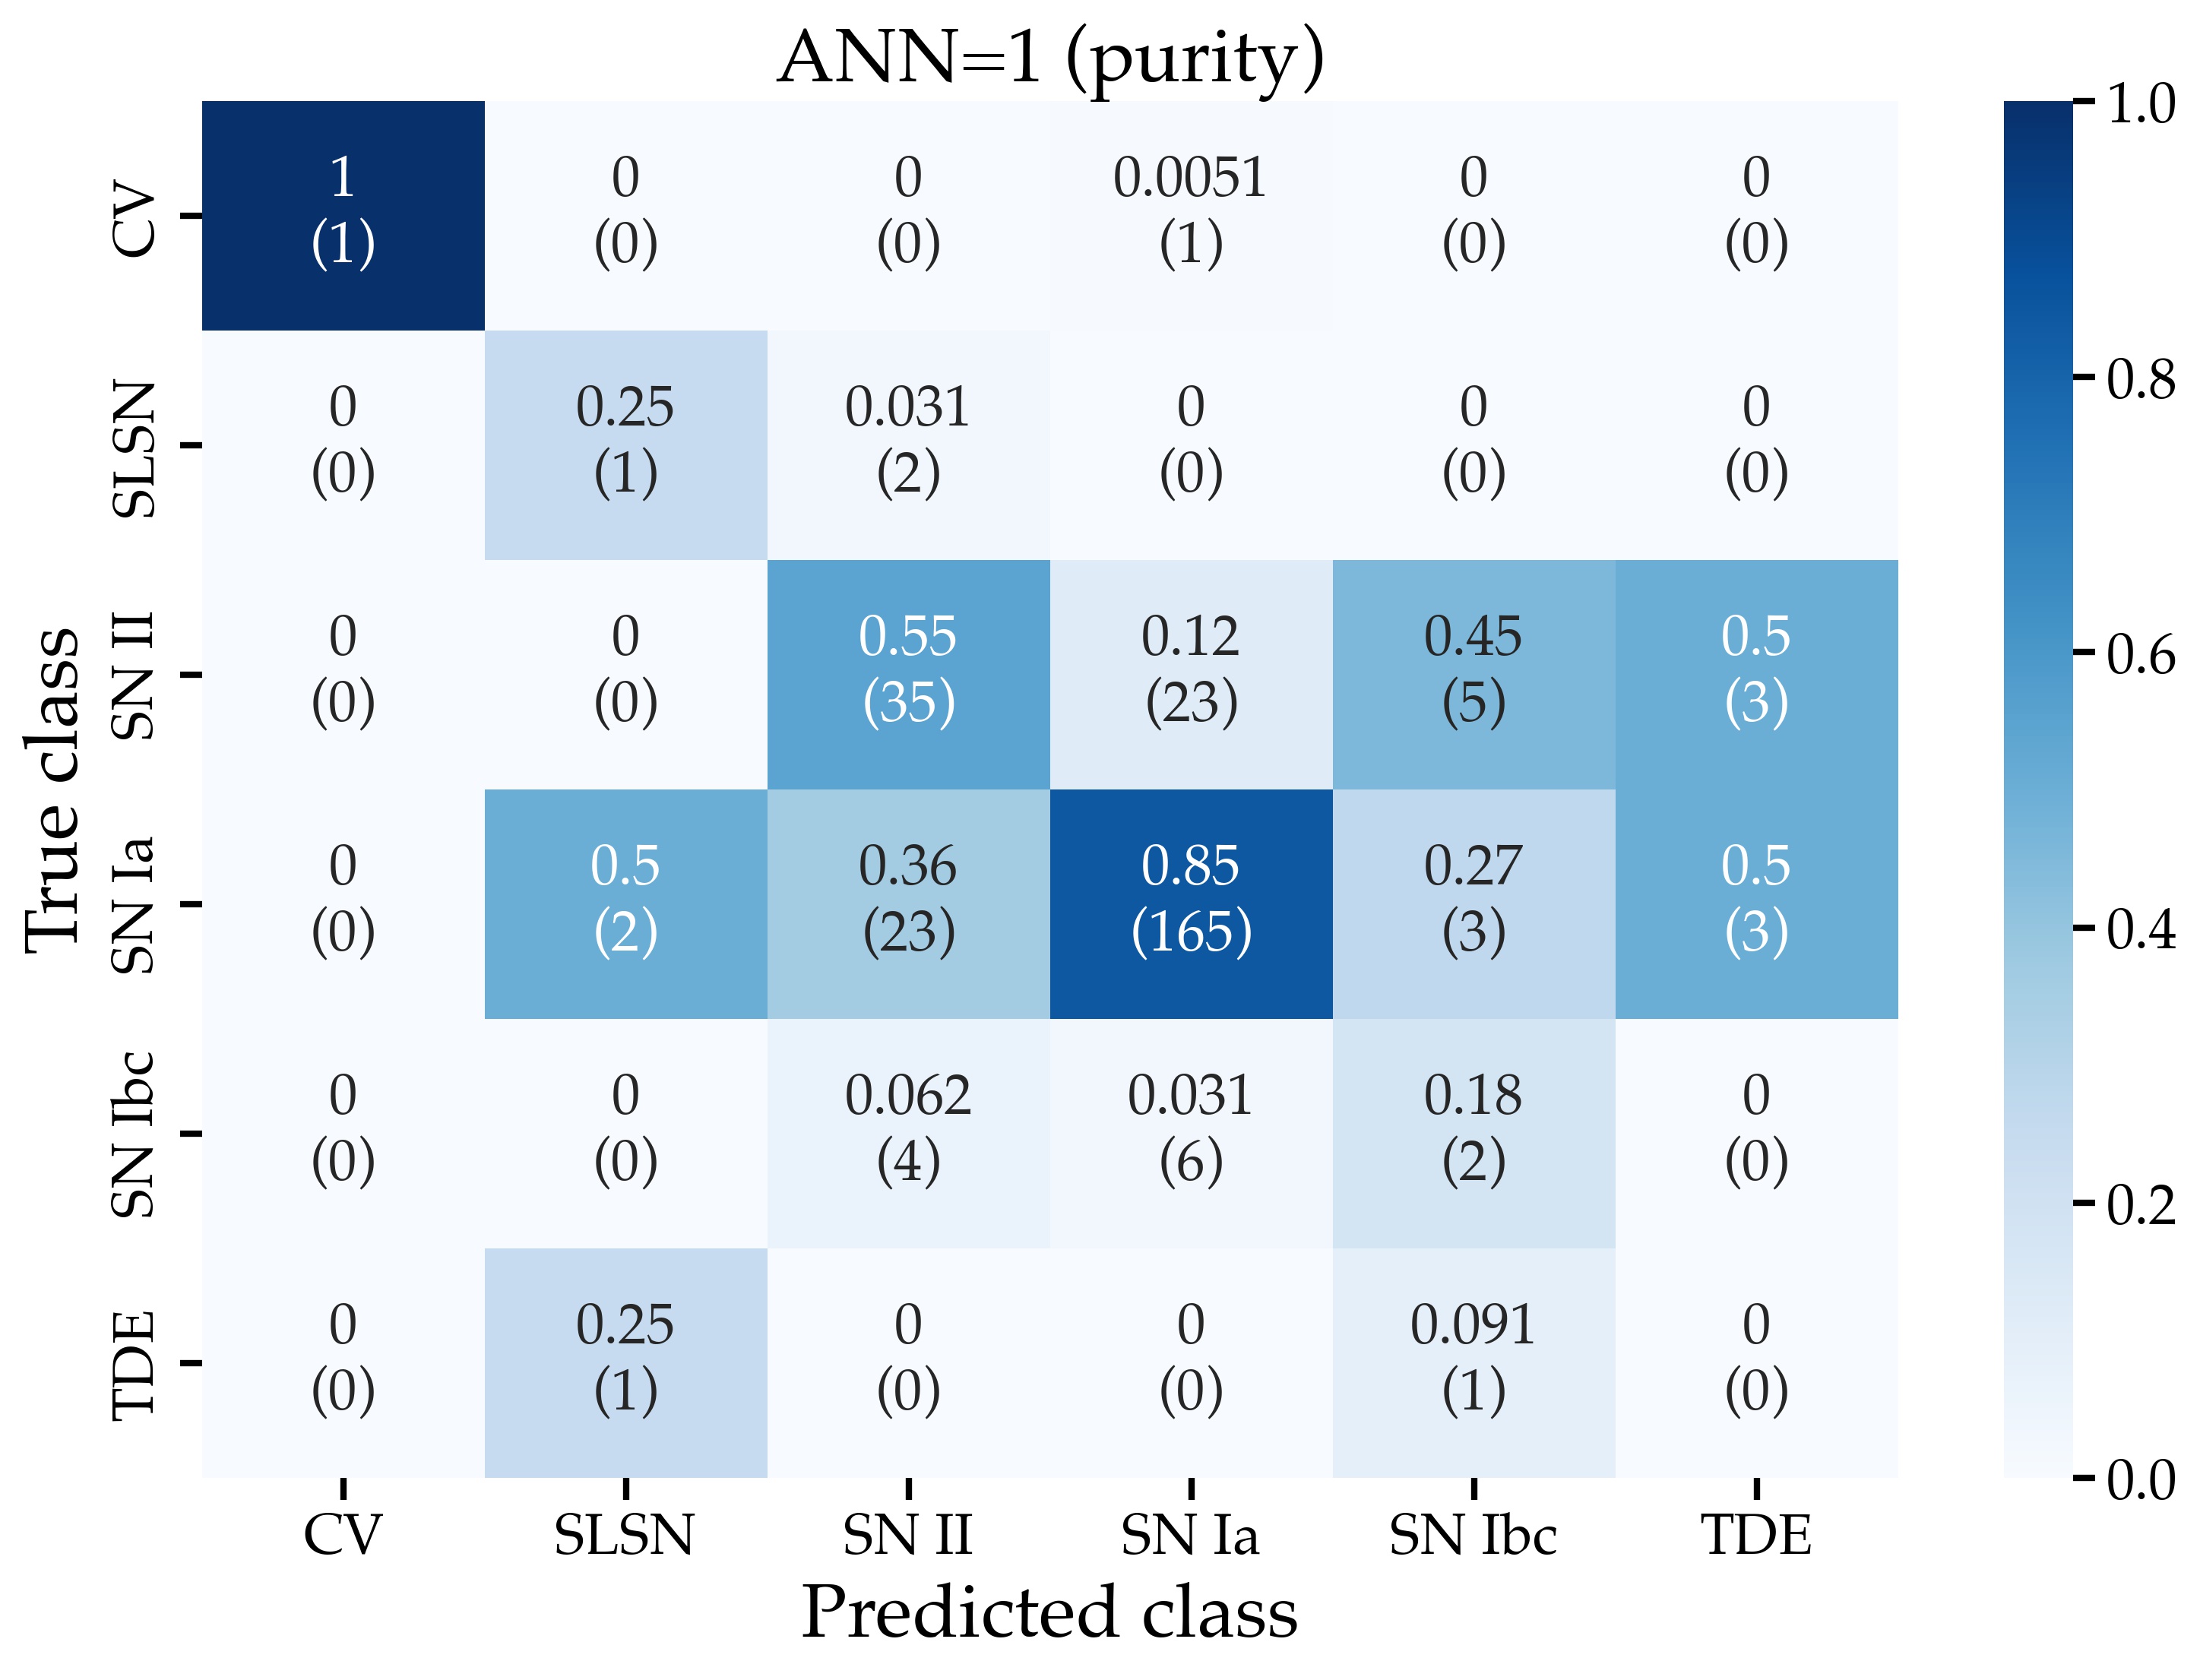 ANN=1 (purity)
True class
CV
1 0 0 0.0051 0 0
(1) (0) (0) (1) (0) (0)
SLSN
0 0.25 0.031 0 0 0
(0) (1) (2) (0) (0) (0)
SN II
0 0 0.55 0.12 0.45 0.5
(0) (0) (35) (23) (5) (3)
SN Ia
0 0.5 0.36 0.85 0.27 0.5
(0) (2) (23) (165) (3) (3)
SN Ibc
0 0 0.062 0.031 0.18 0
(0) (0) (4) (6) (2) (0)
TDE
0 0.25 0 0 0.091 0
(0) (1) (0) (0) (1) (0)
CV SLSN SN II SN Ia SN Ibc TDE
Predicted class
1.0
0.8
0.6
0.4
0.2
0.0